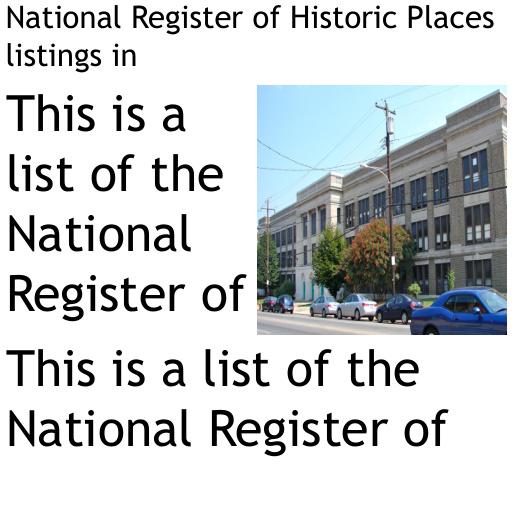 National Register of Historic Places
listings in
This is a
list of the
National
Register of
This is a list of the
National Register of